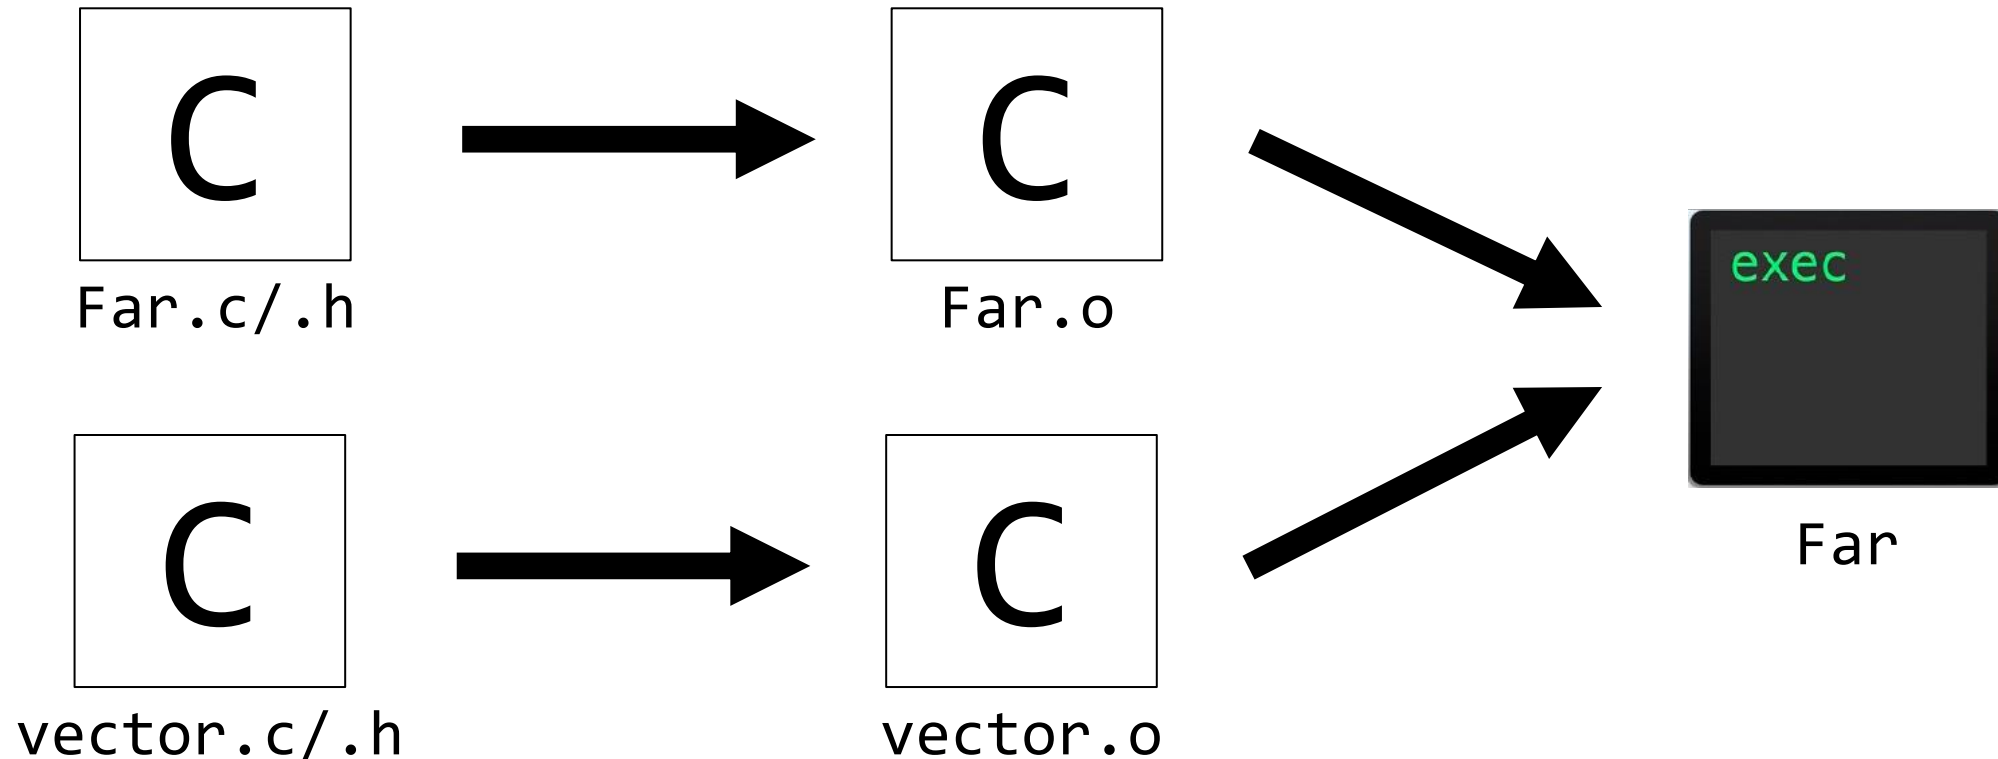 C
Far.c/.h
C
Far.o
exec
Far
C
vector.c/.h
C
vector.o